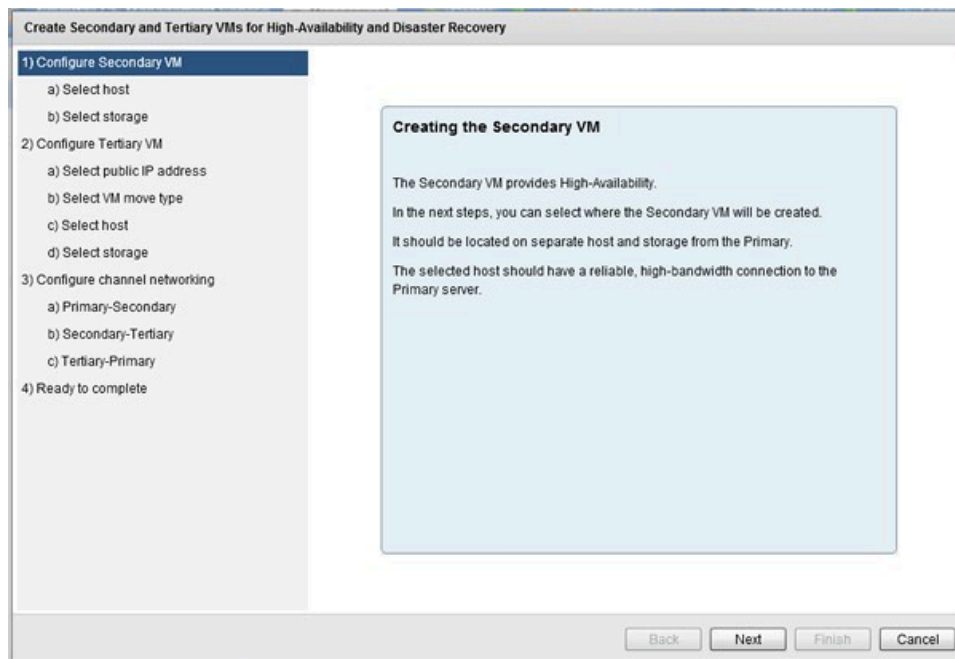 Create Secondary and Tertiary VMs for High-Availability and Disaster Recovery
1) Configure Secondary VM
a) Select host
b) Select storage
2) Configure Tertiary VM
a) Select public IP address
b) Select VM move type
c) Select host
d) Select storage
3) Configure channel networking
a) Primary-Secondary
b) Secondary-Tertiary
c) Tertiary-Primary
4) Ready to complete
Creating the Secondary VM
The Secondary VM provides High-Availability.
In the next steps, you can select where the Secondary VM will be created.
It should be located on separate host and storage from the Primary.
The selected host should have a reliable, high-bandwidth connection to the
Primary server.
Back Next Finish Cancel